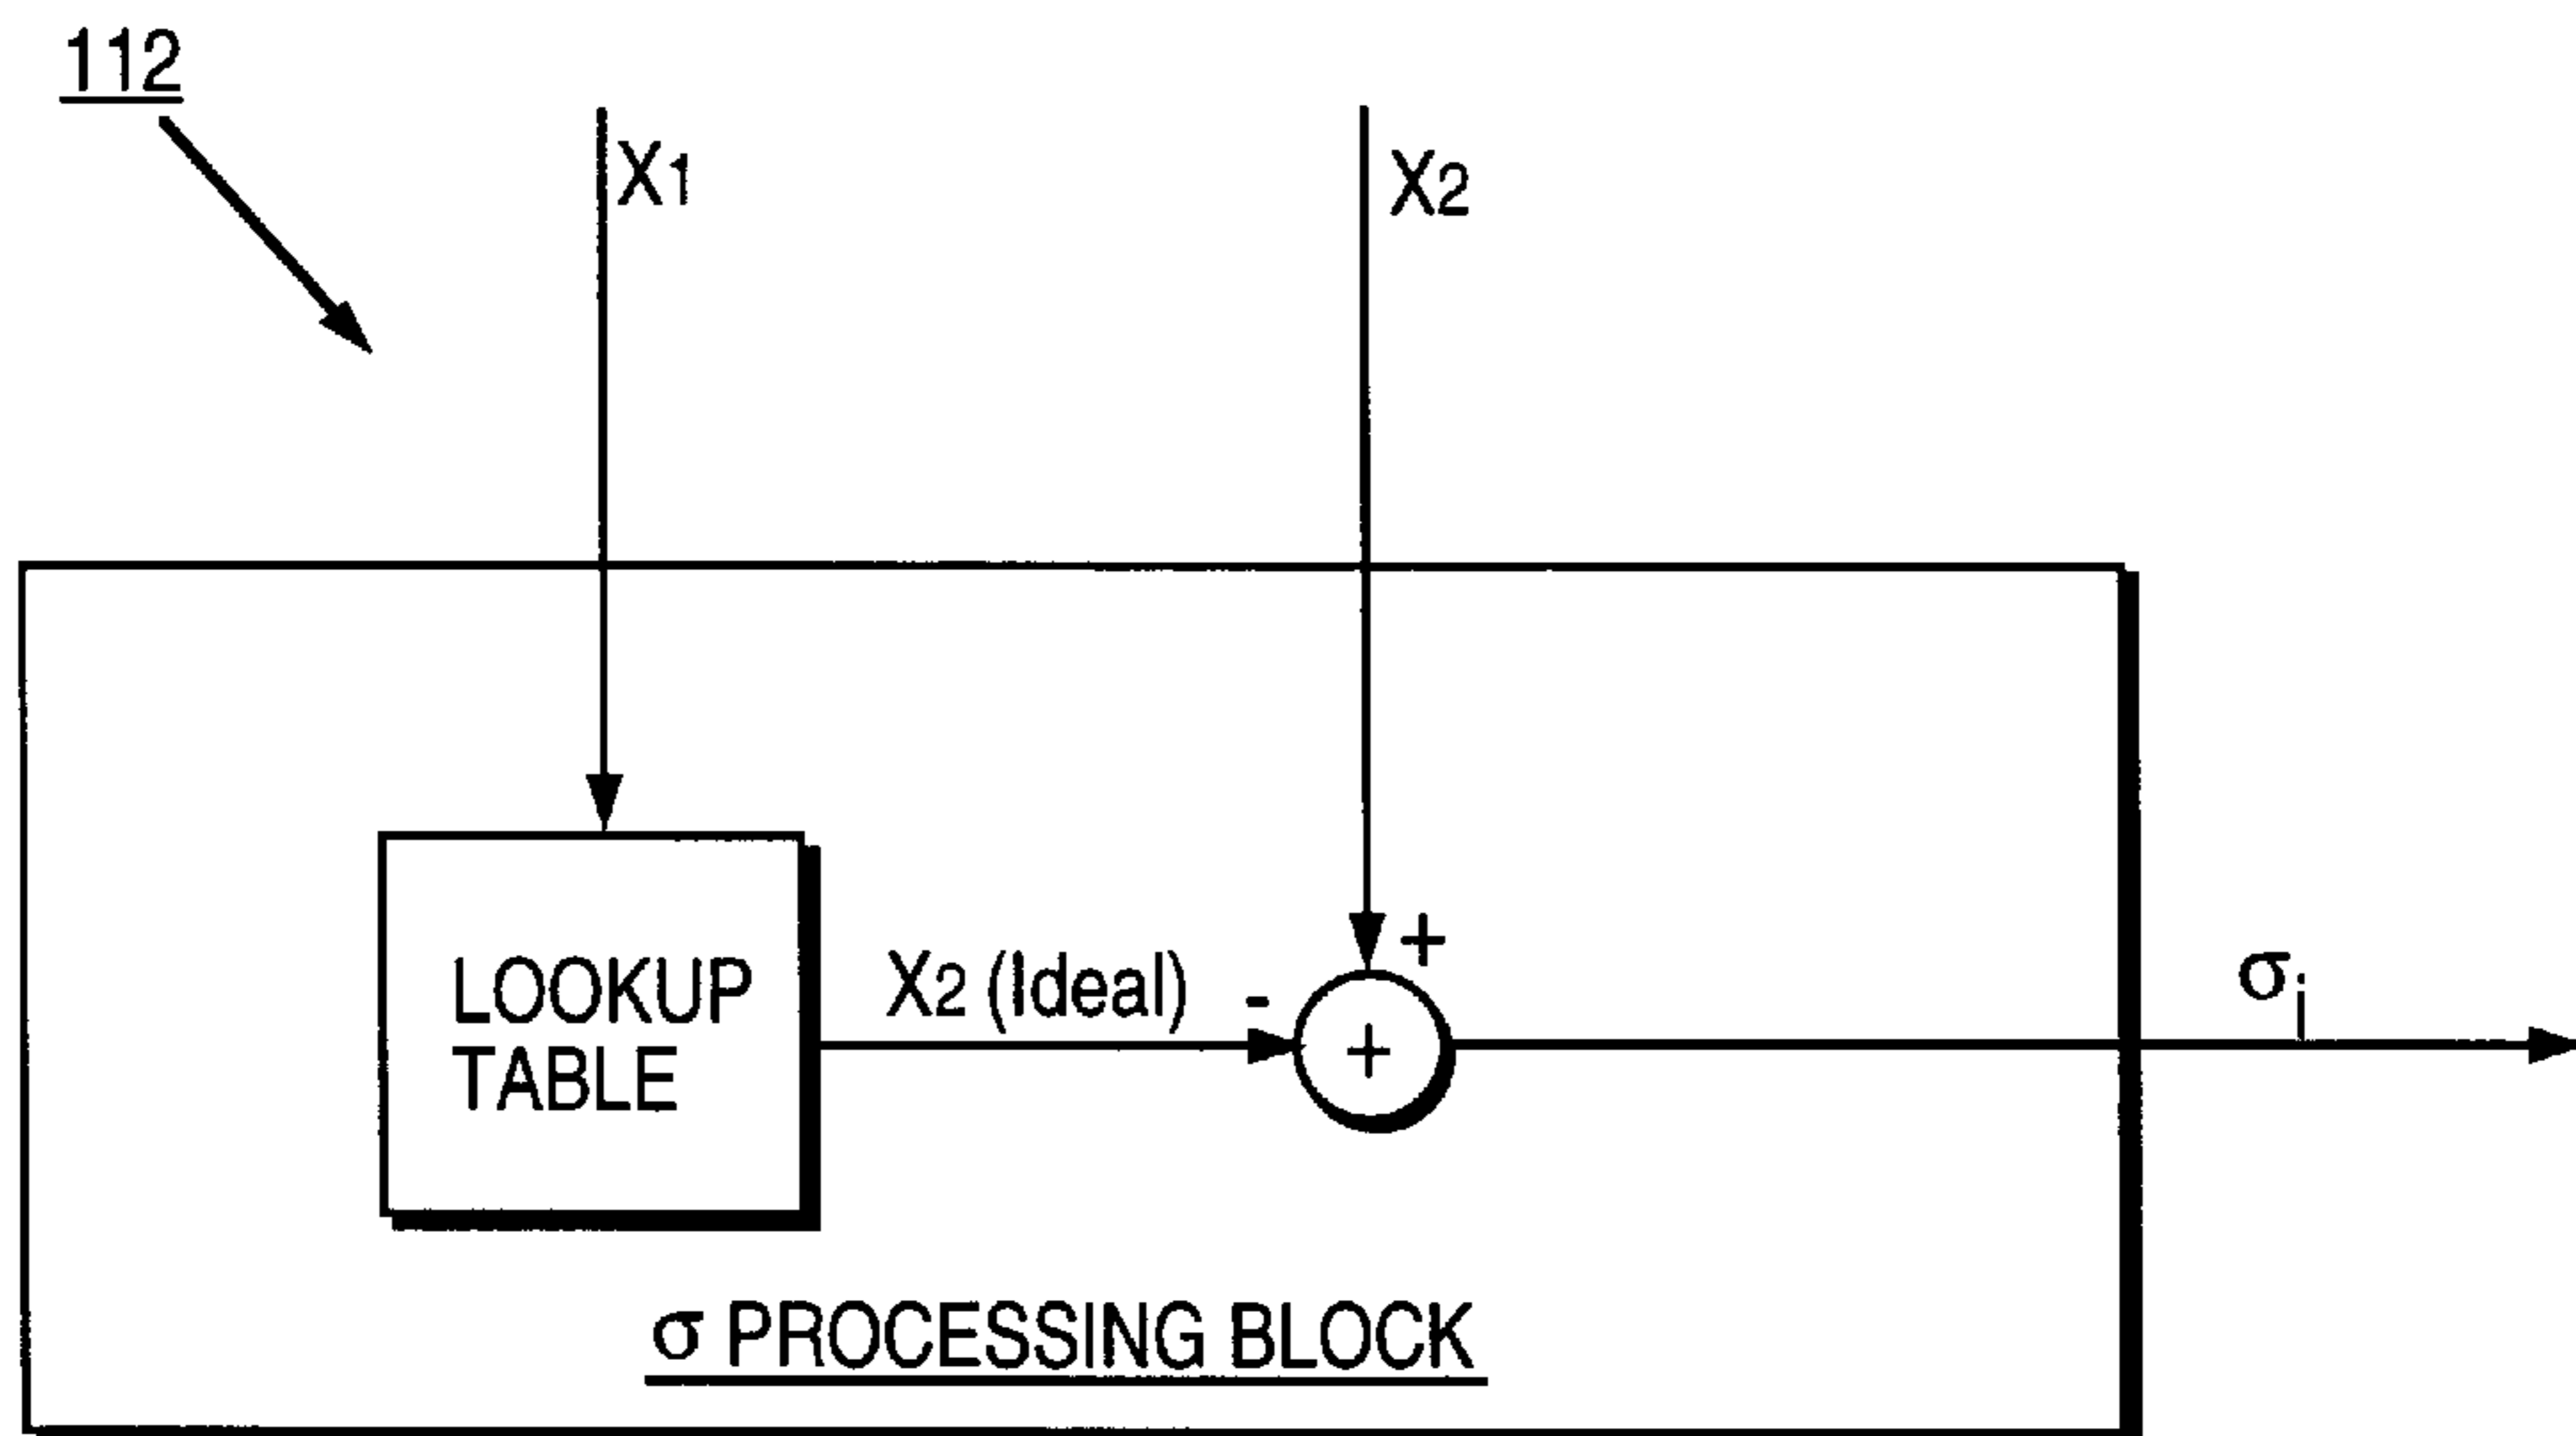 112
X1
X2
+
LOOKUP
TABLE
X2 (Ideal)
-
+
σi
σ PROCESSING BLOCK